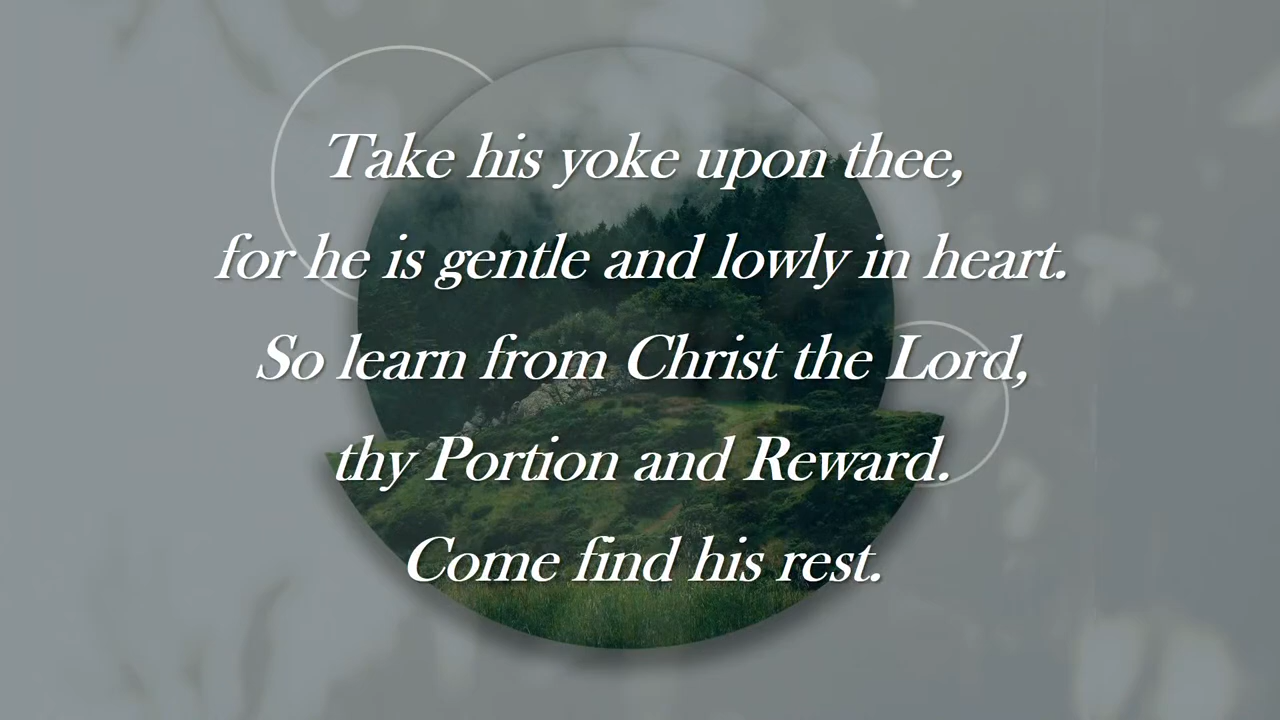 Take his yoke upon thee,
for he is gentle and lowly in heart.
So learn from Christ the Lord,
thy Portion and Reward.
Come find his rest.